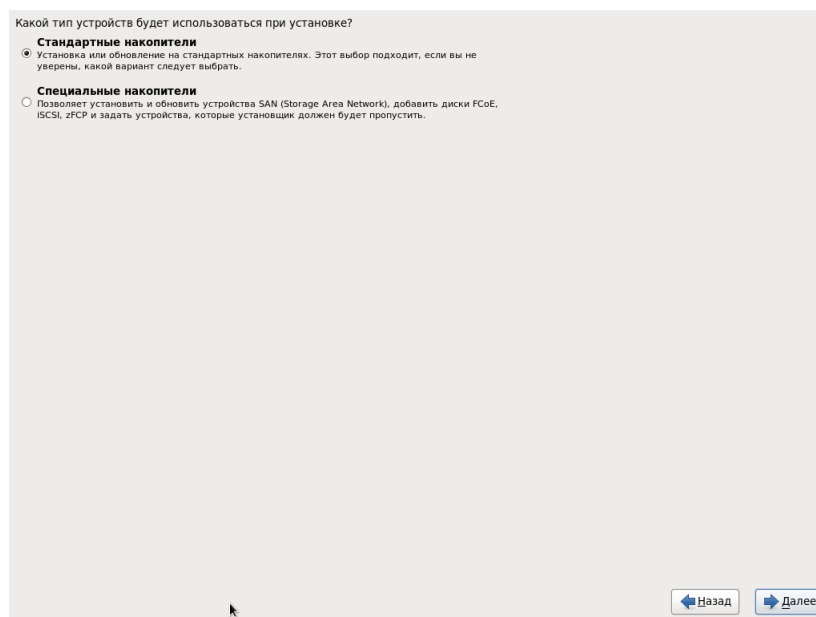 Какой тип устройств будет использоваться при установке?
Стандартные накопители
Установка или обновление на стандартных накопителях. Этот выбор подходит, если вы не
уверены, какой вариант следует выбрать.
Специальные накопители
Позволяет установить и обновить устройства SAN (Storage Area Network), добавить диски FCoE,
iSCSI, zFCP и задать устройства, которые установщик должен будет пропустить.
Назад
Далее